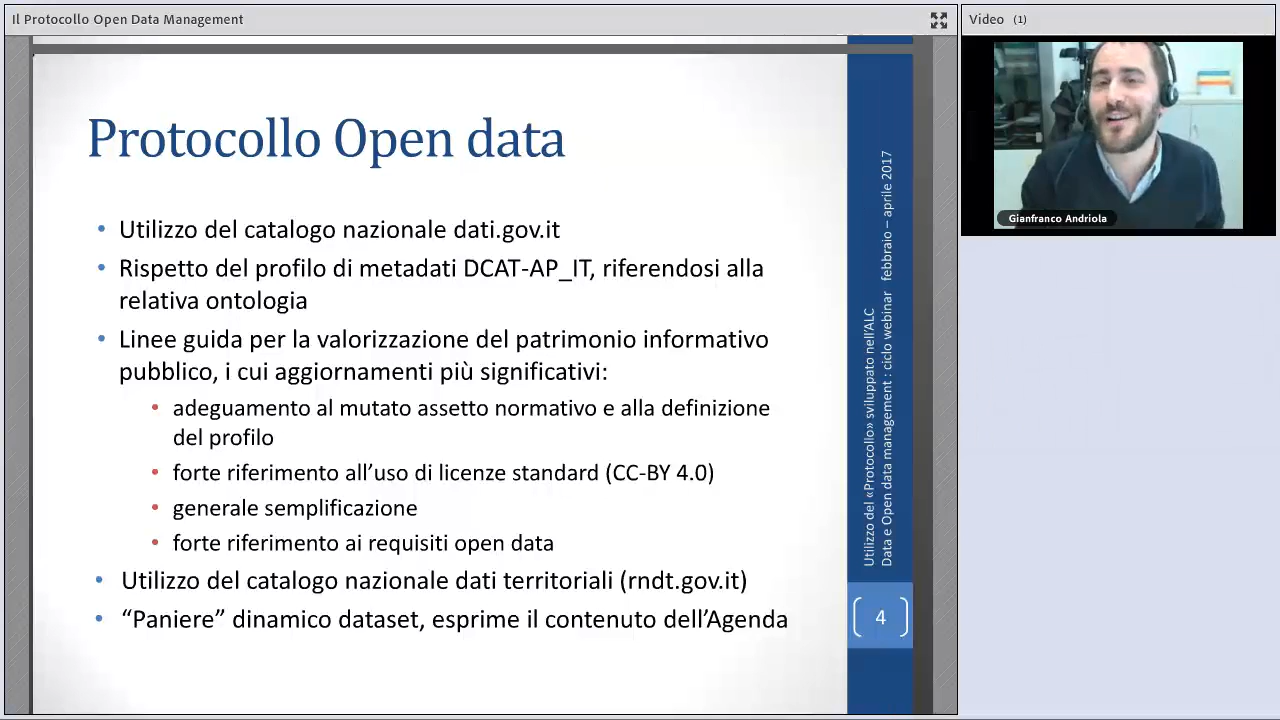 Il Protocollo Open Data Management
Video (1)
Gianfranco Andriola
Protocollo Open data
• Utilizzo del catalogo nazionale dati.gov.it
• Rispetto del profilo di metadati DCAT-AP_IT, riferendosi alla
relativa ontologia
• Linee guida per la valorizzazione del patrimonio informativo
pubblico, i cui aggiornamenti più significativi:
• adeguamento al mutato assetto normativo e alla definizione
del profilo
• forte riferimento all’uso di licenze standard (CC-BY 4.0)
• generale semplificazione
• forte riferimento ai requisiti open data
• Utilizzo del catalogo nazionale dati territoriali (rndt.gov.it)
• “Paniere” dinamico dataset, esprime il contenuto dell’Agenda
Utilizzo del «Protocollo» sviluppato nell’ALC
Data e Open data management : ciclo webinar febbraio – aprile 2017
4